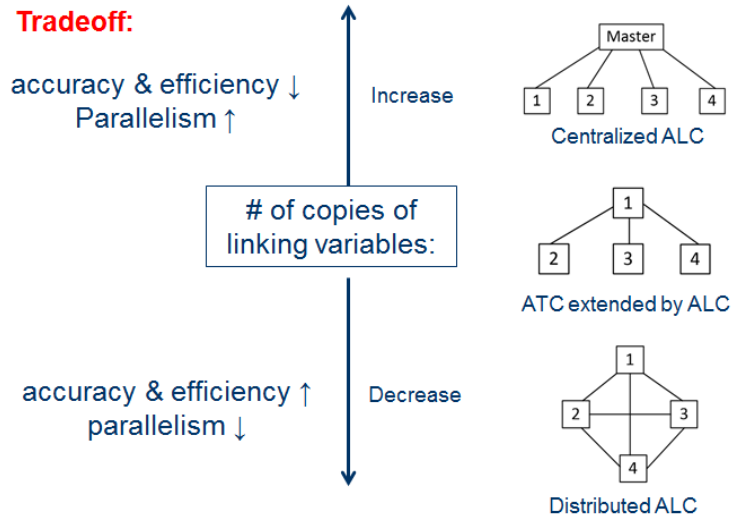 Tradeoff:
accuracy & efficiency ↓
Parallelism ↑
Increase
Master
1 2 3 4
Centralized ALC
# of copies of
linking variables:
1
2 3 4
ATC extended by ALC
accuracy & efficiency ↑
parallelism ↓
Decrease
1
2 3
4
Distributed ALC